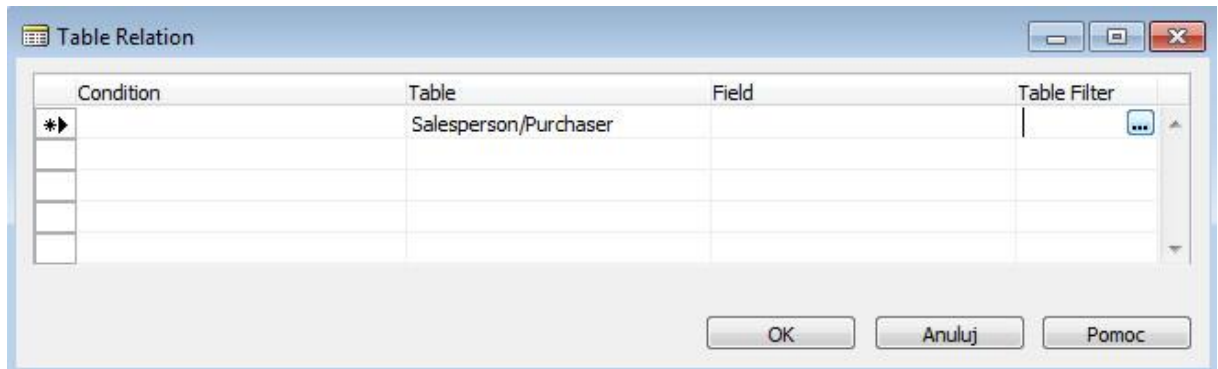 Table Relation
Condition Table Field Table Filter
Salesperson/Purchaser ...
OK Anuluj Pomoc